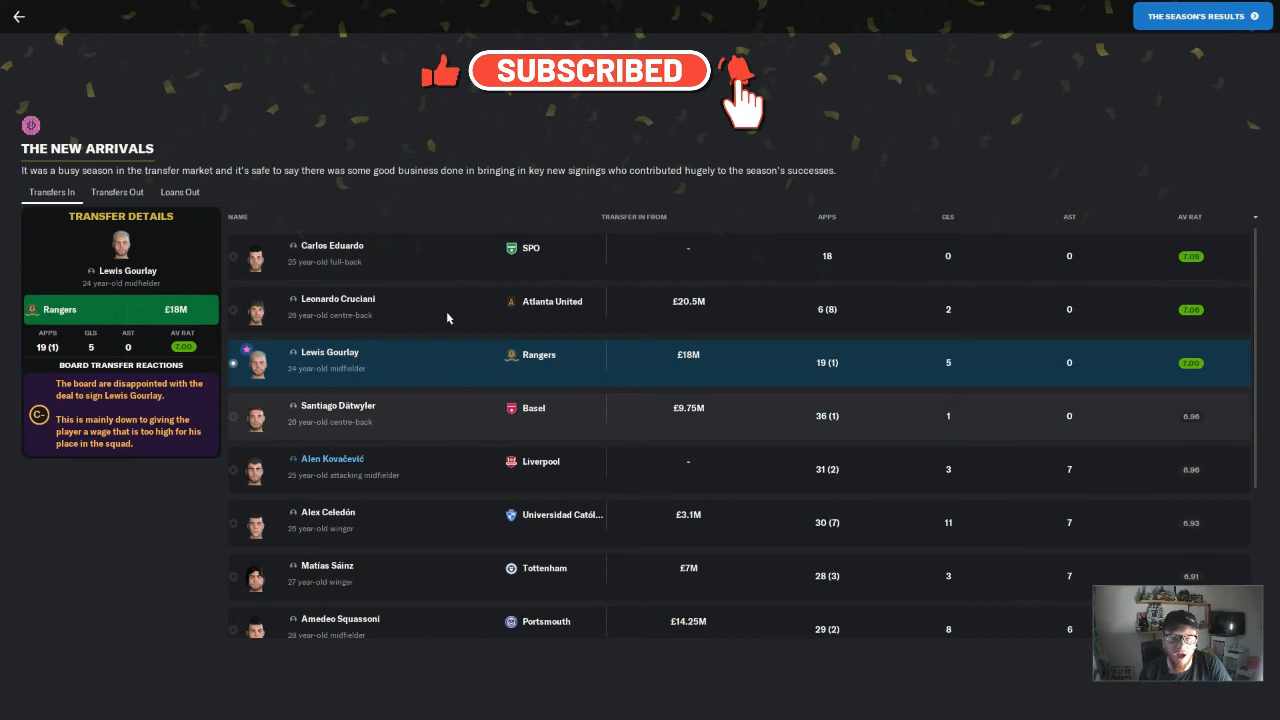 THE SEASON'S RESULTS
SUBSCRIBED
THE NEW ARRIVALS
It was a busy season in the transfer market and it's safe to say there was some good business done in bringing in key new signings who contributed hugely to the season's successes.
Transfers In Transfers Out Loans Out
TRANSFER DETAILS
Lewis Gourlay
24 year-old midfielder
Rangers £18M
APPS GLS AST AV RAT
19 (1) 5 0 7.00
BOARD TRANSFER REACTIONS
C-
The board are disappointed with the
deal to sign Lewis Gourlay.
This is mainly down to giving the
player a wage that is too high for his
place in the squad.
NAME TRANSFER IN FROM APPS GLS AST AV RAT
Carlos Eduardo SPO - 18 0 0 7.09
25 year-old full-back
Leonardo Cruciani Atlanta United £20.5M 6 (8) 2 0 7.06
26 year-old centre-back
Lewis Gourlay Rangers £18M 19 (1) 5 0 7.00
24 year-old midfielder
Santiago Dätwyler Basel £9.75M 36 (1) 1 0 6.96
26 year-old centre-back
Alen Kovačević Liverpool - 31 (2) 3 7 6.96
25 year-old attacking midfielder
Alex Celedón Universidad Catól... £3.1M 30 (7) 11 7 6.93
25 year-old winger
Matías Sáinz Tottenham £7M 28 (3) 3 7 6.91
27 year-old winger
Amedeo Squassoni Portsmouth £14.25M 29 (2) 8 6
28 year-old midfielder